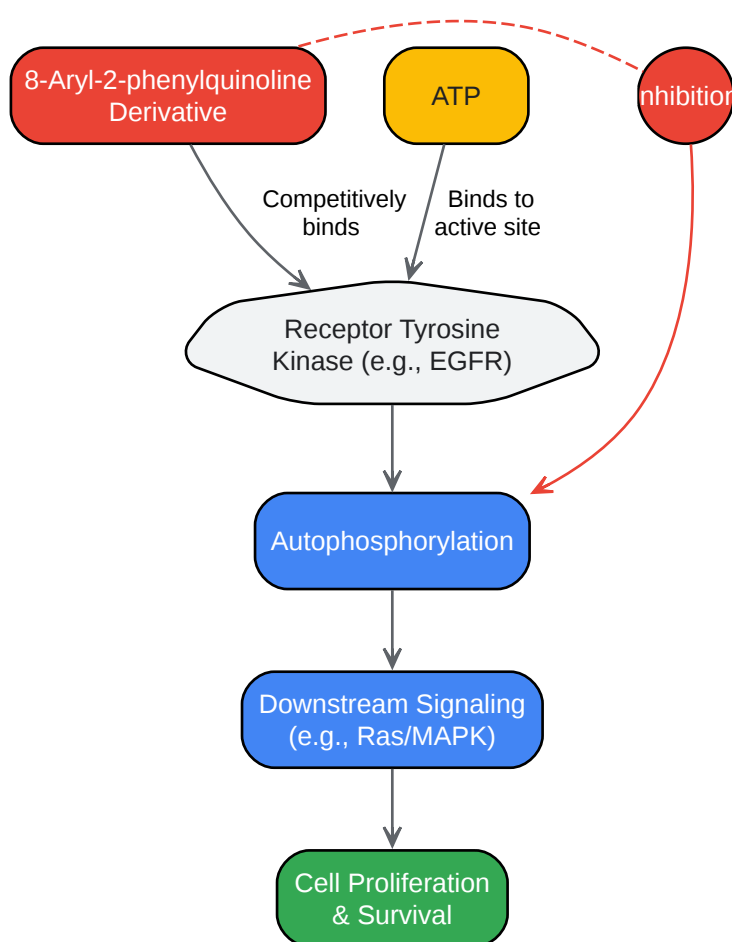 8-Aryl-2-phenylquinoline
Derivative
ATP
nhibition
Competitively
binds
Binds to
active site
Receptor Tyrosine
Kinase (e.g., EGFR)
Autophosphorylation
Downstream Signaling
(e.g., Ras/MAPK)
Cell Proliferation
& Survival